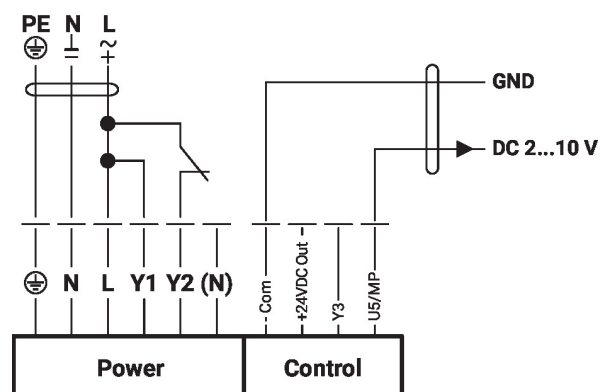 PE N L
~
+
GND
DC 2...10 V
N L Y1 Y2 (N)
- Com
+24VDC Out -
Y3
U5/MP
Power
Control